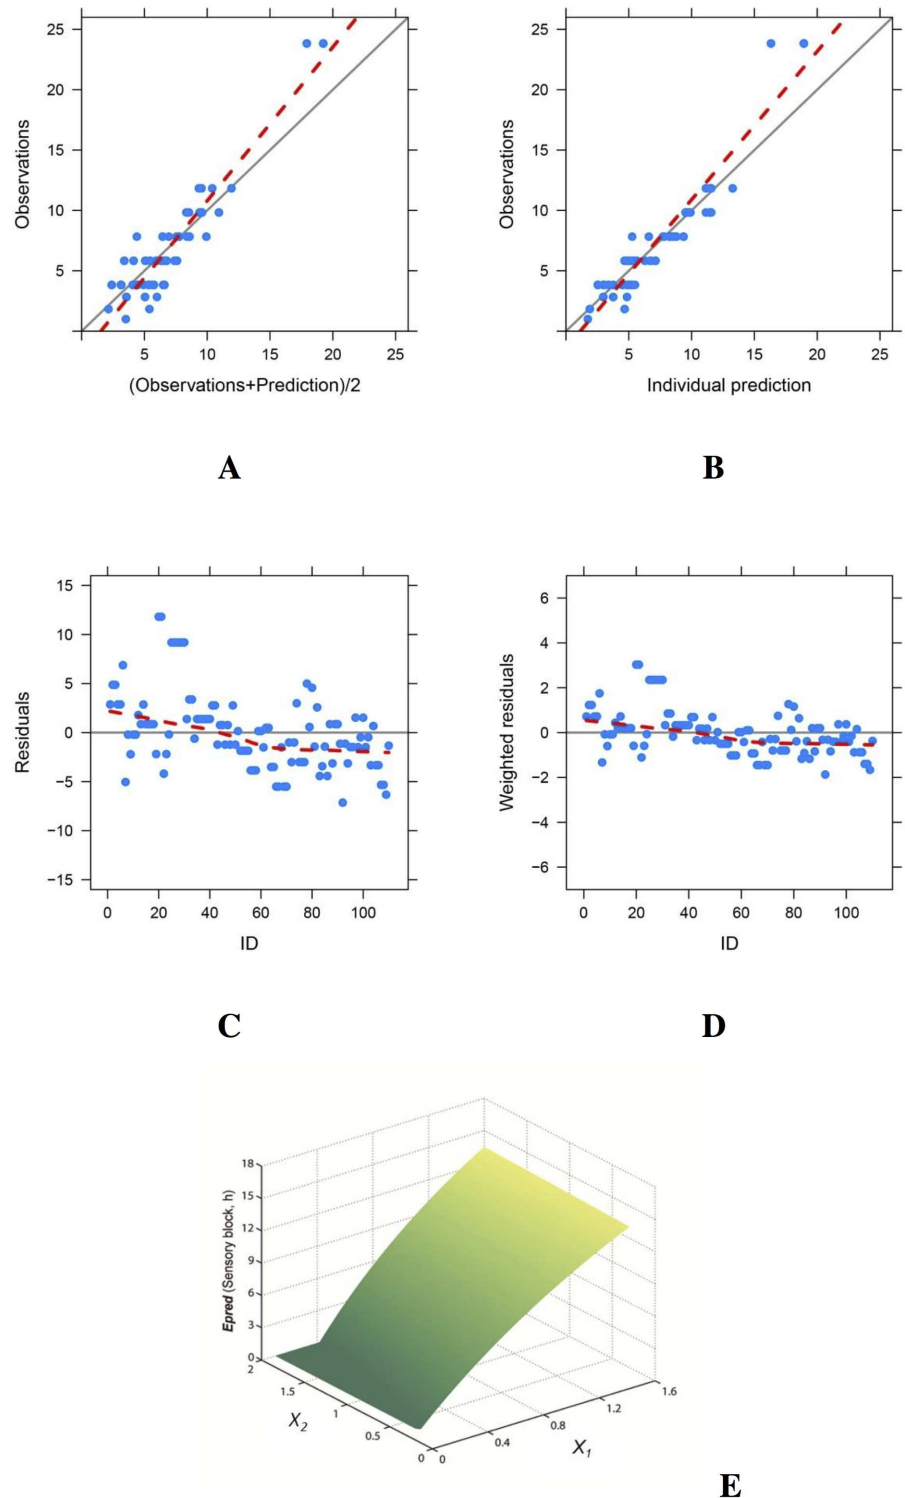 25
20
15
10
5
Observations
5 10 15 20 25
(Observations+Prediction)/2
A
25
20
15
10
5
Observations
5 10 15 20 25
Individual prediction
B
15
10
5
0
−5
−10
−15
Residuals
0 20 40 60 80 100
ID
C
6
4
2
0
−2
−4
−6
Weighted residuals
0 20 40 60 80 100
ID
D
18
15
12
9
6
3
0
Epred (Sensory block, h)
2
1.5
1
0.5
0
X2
0
0.4
0.8
1.2
1.6
X1
E